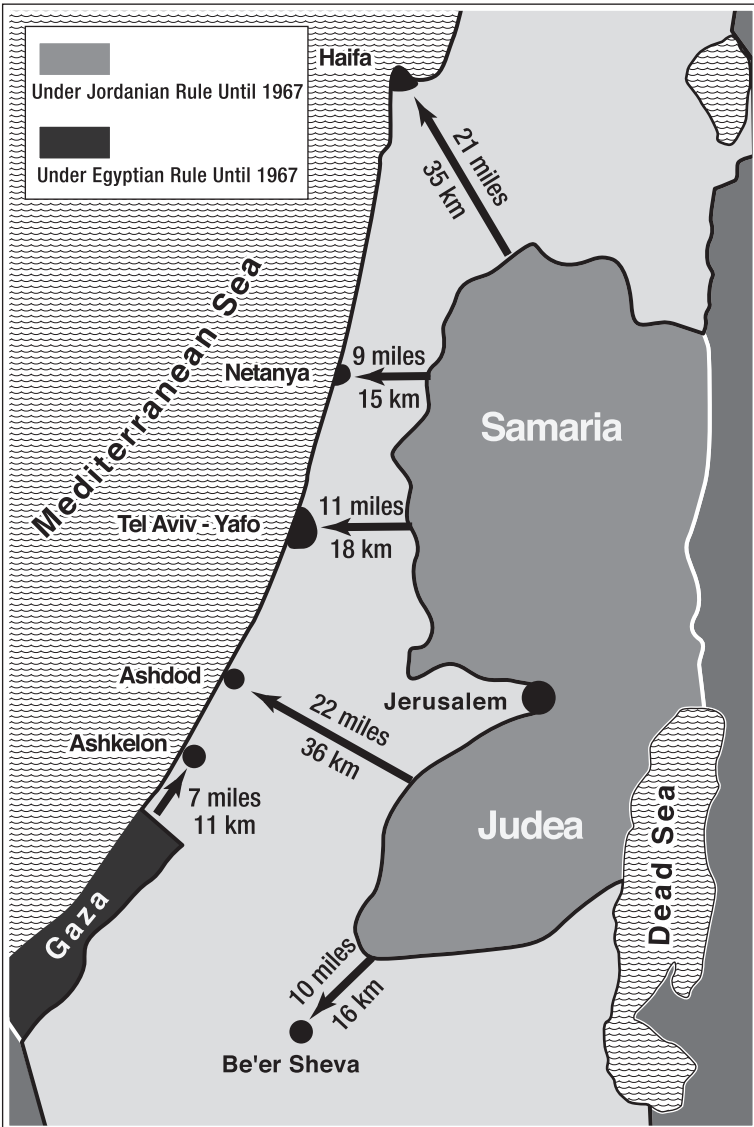 Under Jordanian Rule Until 1967
Under Egyptian Rule Until 1967
Haifa
21 miles
35 km
Mediterranean Sea
Netanya
9 miles
15 km
Samaria
Tel Aviv - Yafo
11 miles
18 km
Ashdod
Jerusalem
22 miles
36 km
Ashkelon
7 miles
11 km
Judea
Dead Sea
Gaza
10 miles
16 km
Be'er Sheva